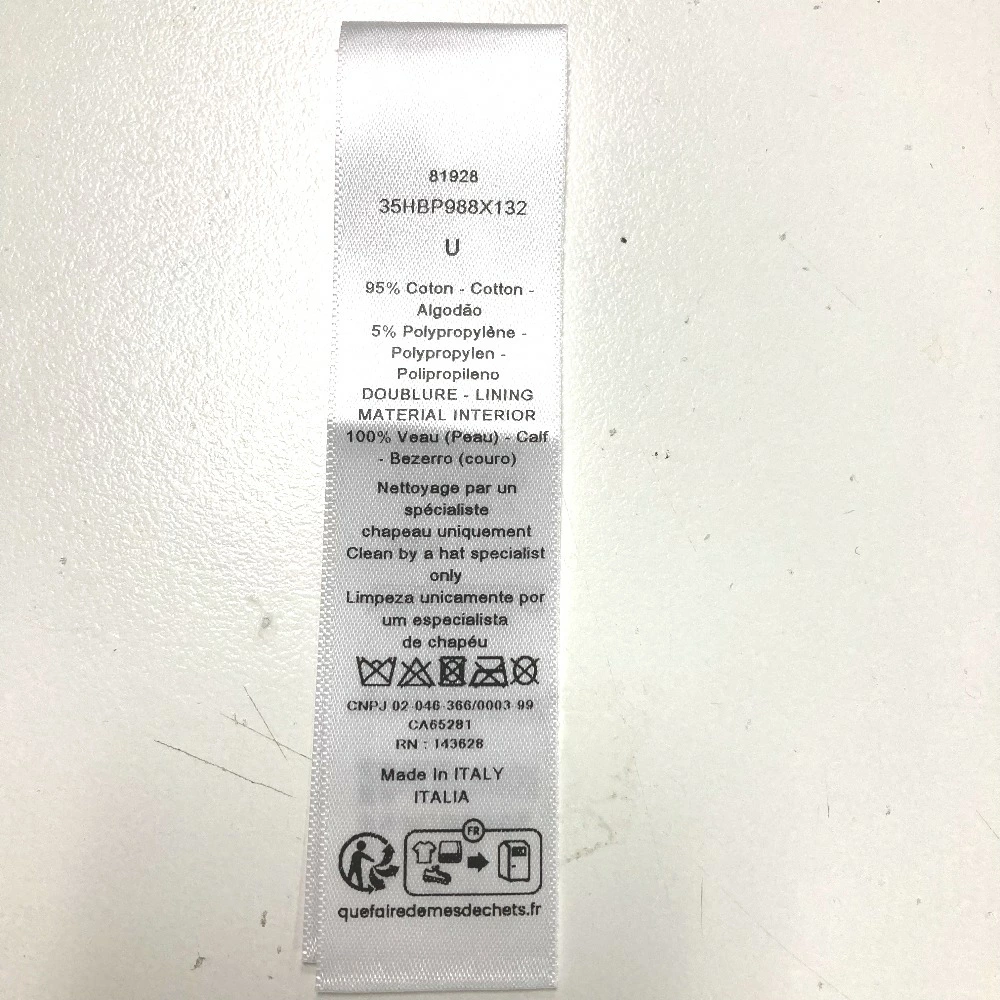 81928
35HBP988X132
U
95% Coton - Cotton -
Algodão
5% Polypropylène -
Polypropylen -
Polipropileno
DOUBLURE - LINING
MATERIAL INTERIOR
100% Veau (Peau) - Calf
- Bezerro (couro)
Nettoyage par un
spécialiste
chapeau uniquement
Clean by a hat specialist
only
Limpeza unicamente por
um especialista
de chapéu
CNPJ 02-046-366/0003-99
CA65281
RN : 143628
Made In ITALY
ITALIA
FR
quefairedemesdechets.fr